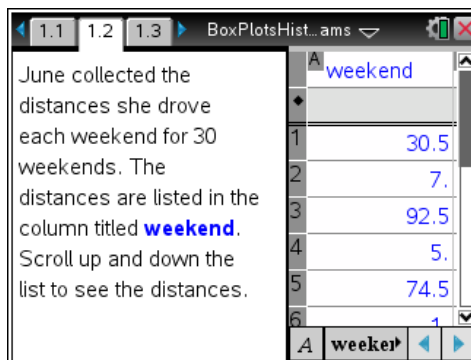 1.1 1.2 1.3 BoxPlotsHist...ams
June collected the
distances she drove
each weekend for 30
weekends. The
distances are listed in the
column titled weekend.
Scroll up and down the
list to see the distances.
A weekend
1 30.5
2 7.
3 92.5
4 5.
5 74.5
6 1.
A weeker